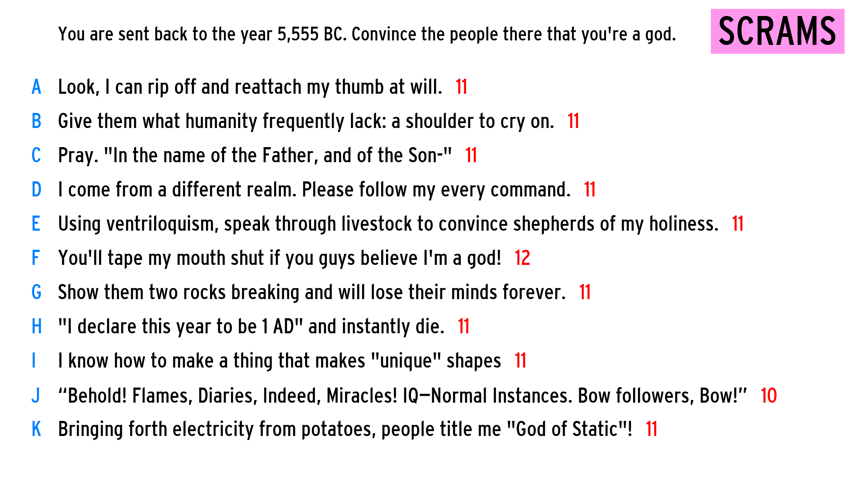 You are sent back to the year 5,555 BC. Convince the people there that you're a god.
SCRAMS
A Look, I can rip off and reattach my thumb at will. 11
B Give them what humanity frequently lack: a shoulder to cry on. 11
C Pray. "In the name of the Father, and of the Son-" 11
D I come from a different realm. Please follow my every command. 11
E Using ventriloquism, speak through livestock to convince shepherds of my holiness. 11
F You'll tape my mouth shut if you guys believe I'm a god! 12
G Show them two rocks breaking and will lose their minds forever. 11
H "I declare this year to be 1 AD" and instantly die. 11
I I know how to make a thing that makes "unique" shapes 11
J “Behold! Flames, Diaries, Indeed, Miracles! IQ—Normal Instances. Bow followers, Bow!” 10
K Bringing forth electricity from potatoes, people title me "God of Static"! 11